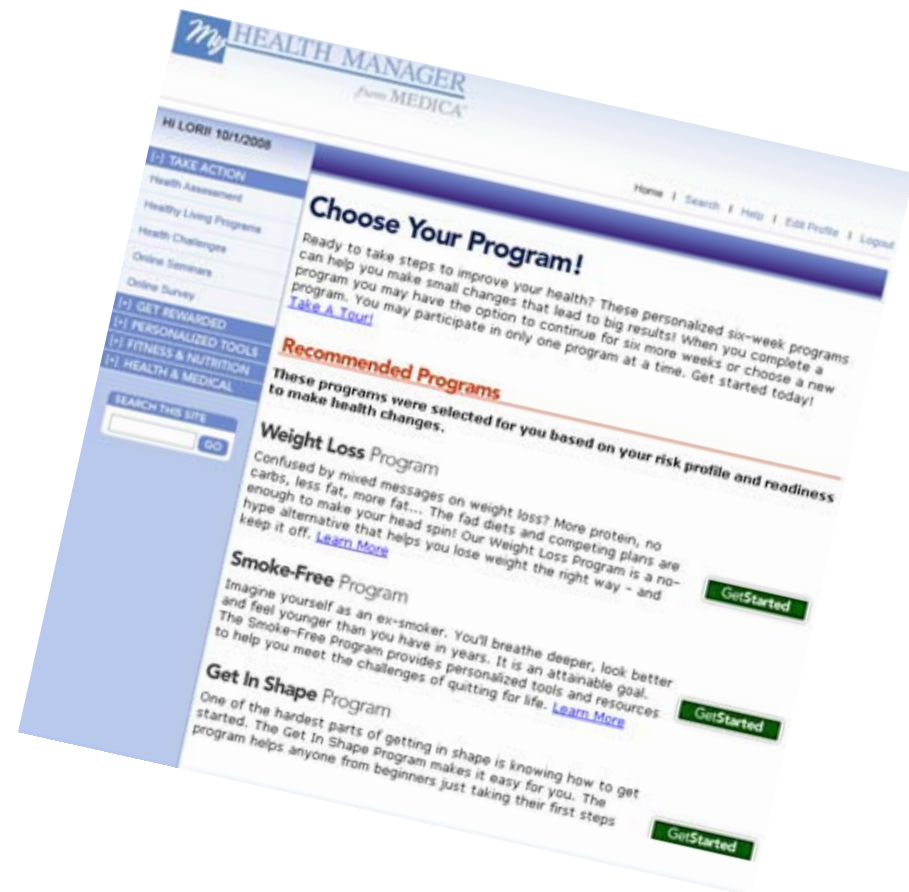 My HEALTH MANAGER
from MEDICA
Hi LORI! 10/1/2008
Home | Search | Help | Edit Profile | Logout
[-] TAKE ACTION
Health Assessment
Healthy Living Programs
Health Challenges
Online Seminars
Online Survey
[+] GET REWARDED
[+] PERSONALIZED TOOLS
[+] FITNESS & NUTRITION
[+] HEALTH & MEDICAL
SEARCH THIS SITE
GO
Choose Your Program!
Ready to take steps to improve your health? These personalized six-week programs
can help you make small changes that lead to big results! When you complete a
program you may have the option to continue for six more weeks or choose a new
program. You may participate in only one program at a time. Get started today!
Take A Tour!
Recommended Programs
These programs were selected for you based on your risk profile and readiness
to make health changes.
Weight Loss Program
Confused by mixed messages on weight loss? More protein, no
carbs, less fat, more fat... The fad diets and competing plans are
enough to make your head spin! Our Weight Loss Program is a no-
hype alternative that helps you lose weight the right way - and
keep it off. Learn More
GetStarted
Smoke-Free Program
Imagine yourself as an ex-smoker. You'll breathe deeper, look better
and feel younger than you have in years. It is an attainable goal.
The Smoke-Free Program provides personalized tools and resources
to help you meet the challenges of quitting for life. Learn More
GetStarted
Get In Shape Program
One of the hardest parts of getting in shape is knowing how to get
started. The Get In Shape Program makes it easy for you. The
program helps anyone from beginners just taking their first steps
GetStarted